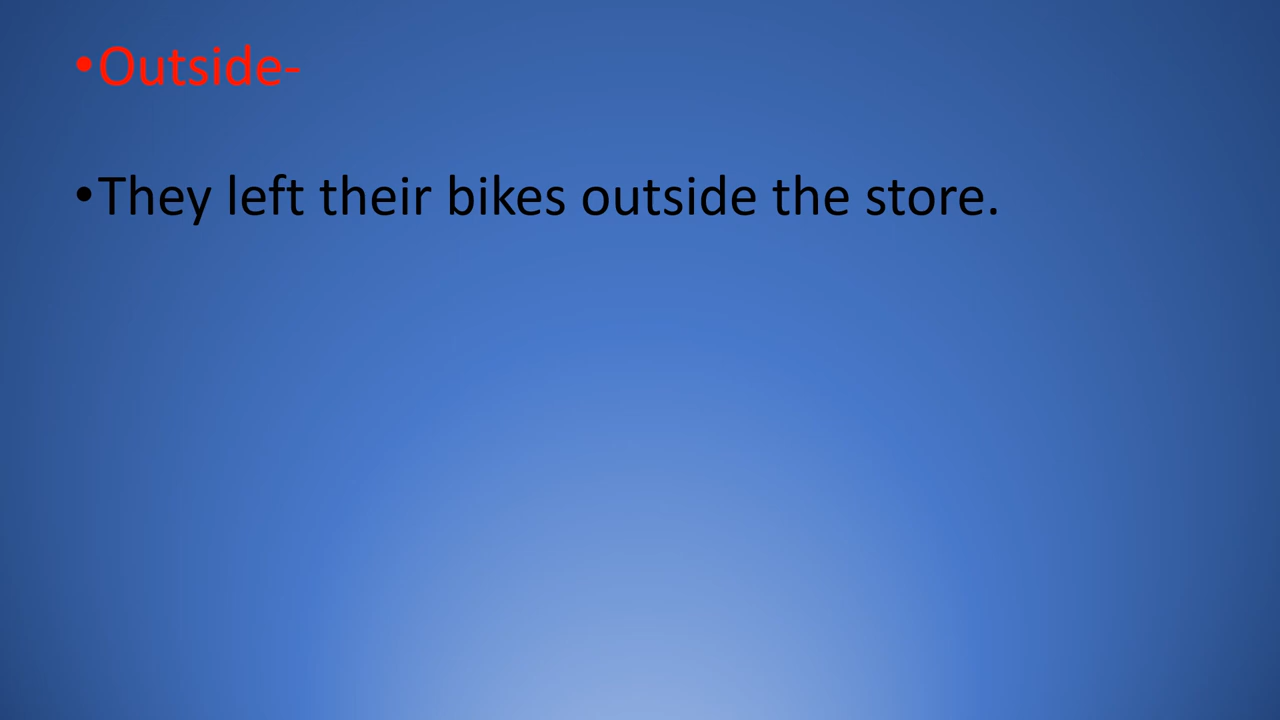 •Outside-
•They left their bikes outside the store.